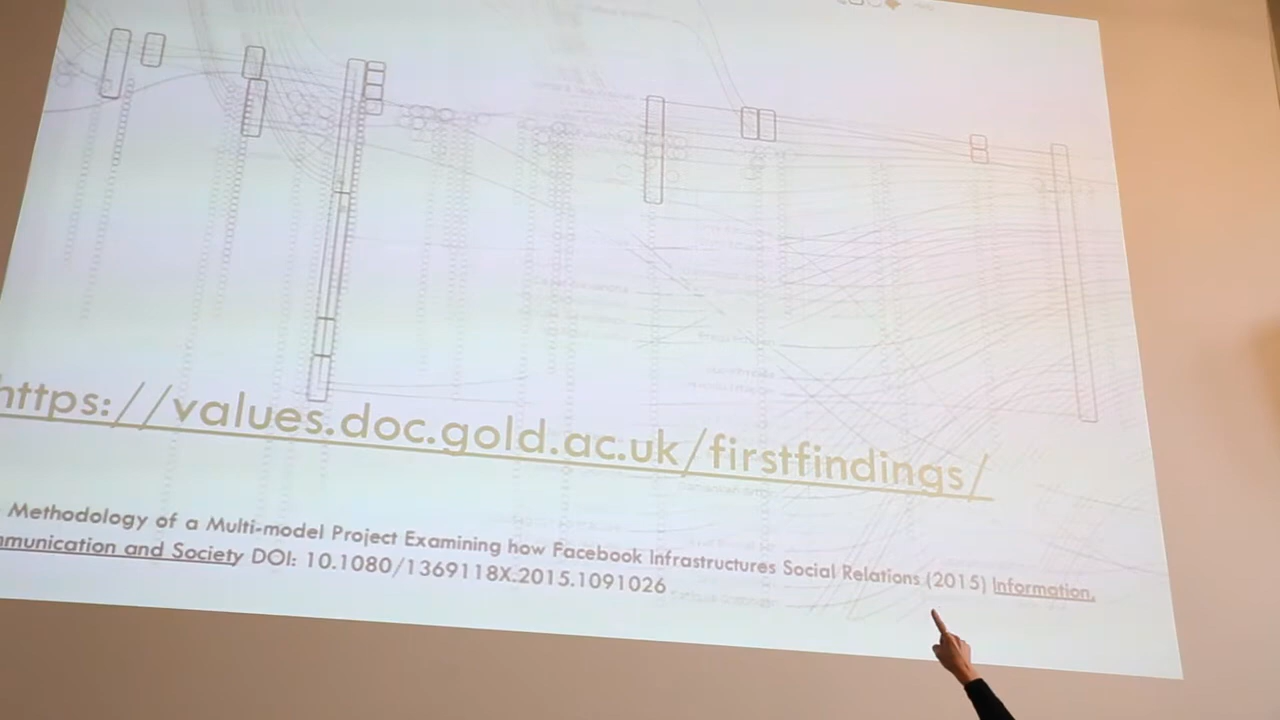 https://values.doc.gold.ac.uk/firstfindings/
Methodology of a Multi-model Project Examining how Facebook Infrastructures Social Relations (2015) Information,
mmunication and Society DOI: 10.1080/1369118X.2015.1091026